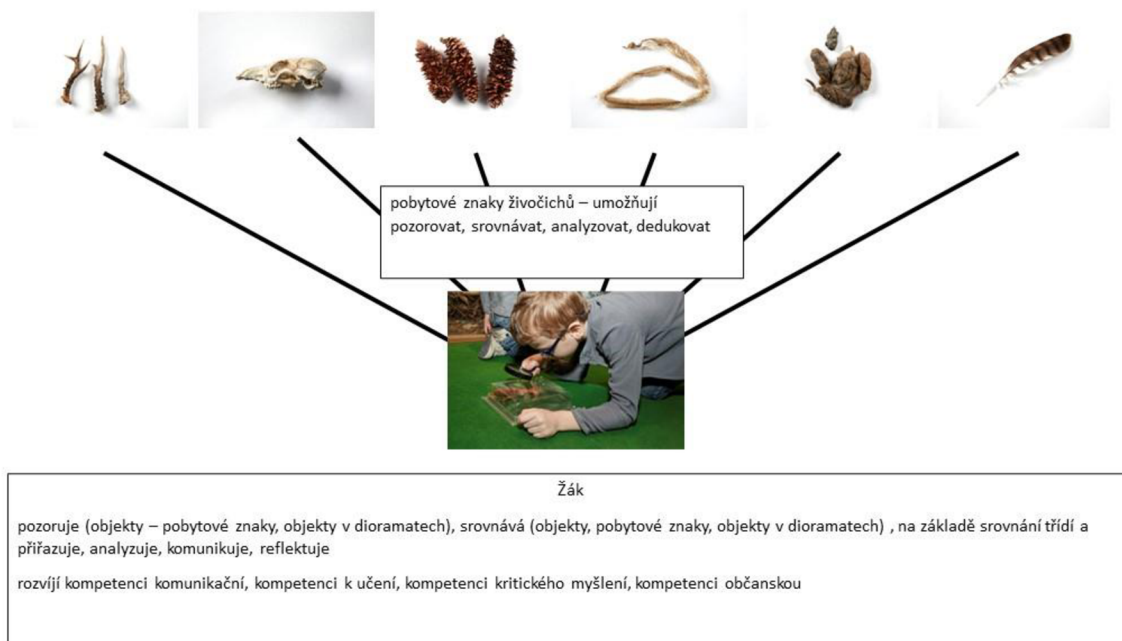 pobytové znaky živočichů – umožňují
pozorovat, srovnávat, analyzovat, dedukovat
Žák
pozoruje (objekty – pobytové znaky, objekty v dioramatech), srovnává (objekty, pobytové znaky, objekty v dioramatech) , na základě srovnání třídí a
přiřazuje, analyzuje, komunikuje, reflektuje
rozvíjí kompetenci komunikační, kompetenci k učení, kompetenci kritického myšlení, kompetenci občanskou